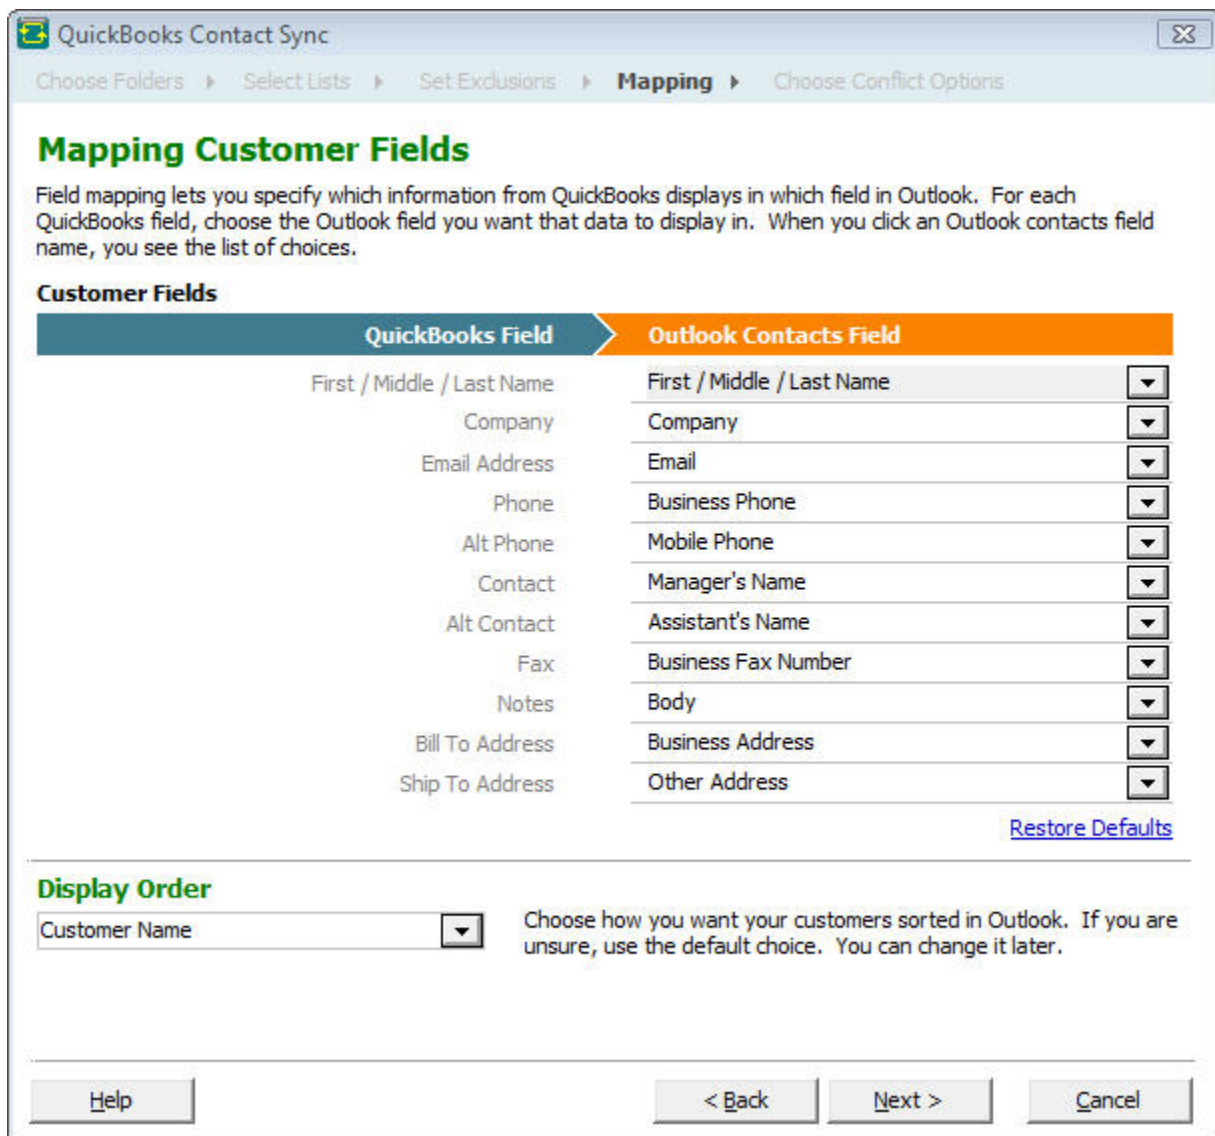 QuickBooks Contact Sync
Choose Folders Select Lists Set Exclusions Mapping Choose Conflict Options
Mapping Customer Fields
Field mapping lets you specify which information from QuickBooks displays in which field in Outlook. For each
QuickBooks field, choose the Outlook field you want that data to display in. When you click an Outlook contacts field
name, you see the list of choices.
Customer Fields
QuickBooks Field Outlook Contacts Field
First / Middle / Last Name First / Middle / Last Name
Company Company
Email Address Email
Phone Business Phone
Alt Phone Mobile Phone
Contact Manager's Name
Alt Contact Assistant's Name
Fax Business Fax Number
Notes Body
Bill To Address Business Address
Ship To Address Other Address
Restore Defaults
Display Order
Customer Name
Choose how you want your customers sorted in Outlook. If you are
unsure, use the default choice. You can change it later.
Help < Back Next > Cancel